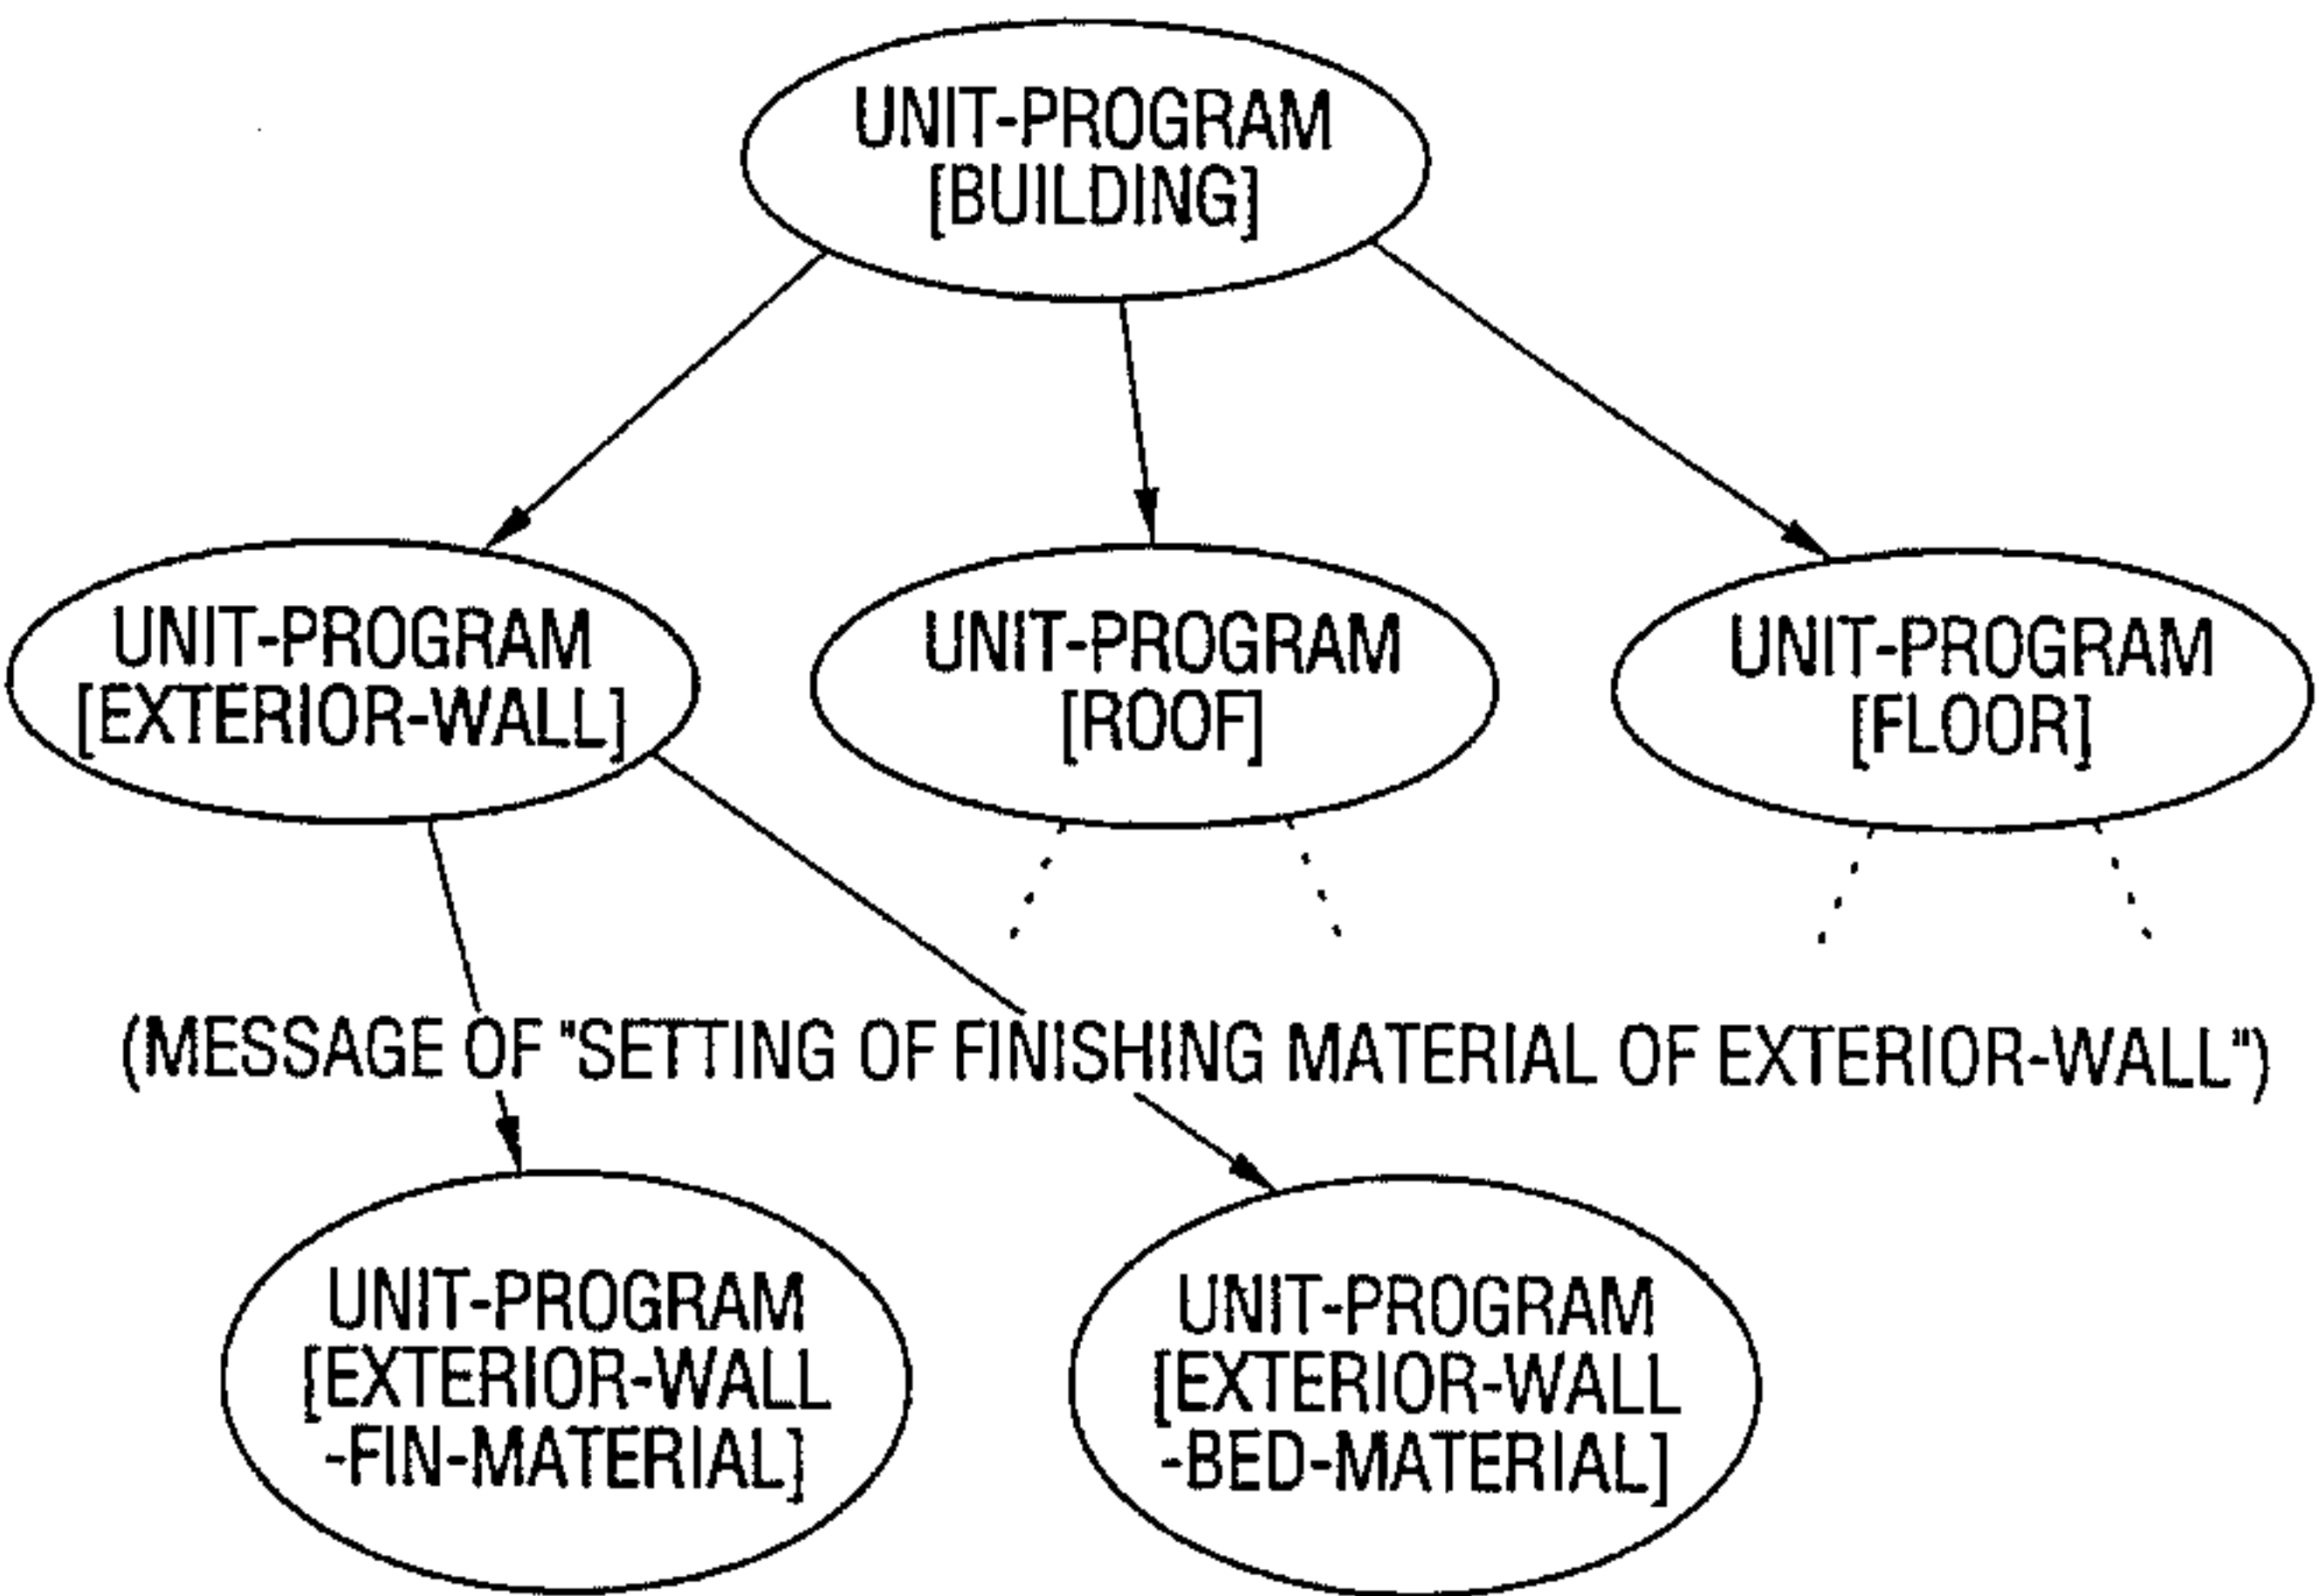 UNIT-PROGRAM
[BUILDING]
UNIT-PROGRAM
[EXTERIOR-WALL]
UNIT-PROGRAM
[ROOF]
UNIT-PROGRAM
[FLOOR]
(MESSAGE OF "SETTING OF FINISHING MATERIAL OF EXTERIOR-WALL")
UNIT-PROGRAM
[EXTERIOR-WALL
-FIN-MATERIAL]
UNIT-PROGRAM
[EXTERIOR-WALL
-BED-MATERIAL]